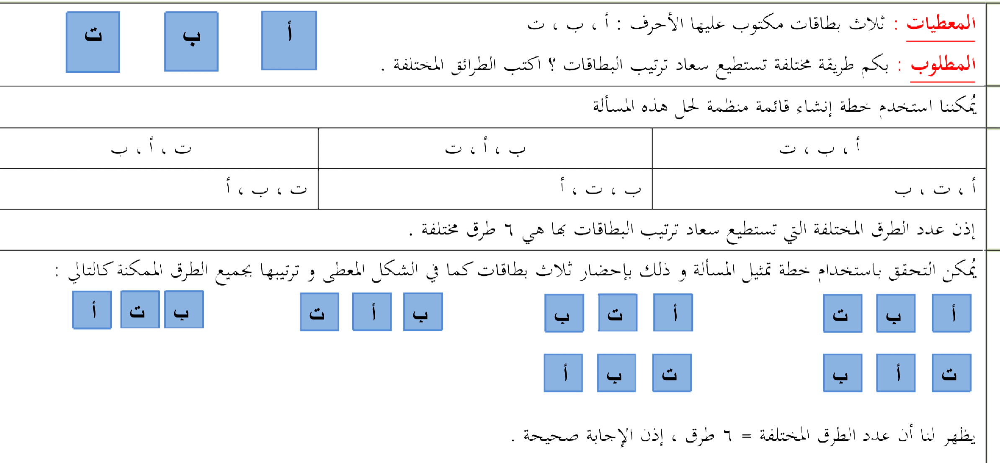 المعطيات : ثلاث بطاقات مكتوب عليها الأحرف : أ ، ب ، ت
أ ب ت
المطلوب : بكم طريقة مختلفة تستطيع سعاد ترتيب البطاقات ؟ اكتب الطرائق المختلفة .
يُمكننا استخدم خطة إنشاء قائمة منظمة لحل هذه المسألة
أ ، ب ، ت ب ، أ ، ت ت ، أ ، ب
أ ، ت ، ب ب ، ت ، أ ت ، ب ، أ
إذن عدد الطرق المختلفة التي تستطيع سعاد ترتيب البطاقات بها هي ٦ طرق مختلفة .
يُمكن التحقق باستخدام خطة تمثيل المسألة و ذلك بإحضار ثلاث بطاقات كما في الشكل المعطى و ترتيبها بجميع الطرق الممكنة كالتالي :
أ ب ت أ ت ب ب أ ت ب ت أ
ت أ ب ت ب أ
يظهر لنا أن عدد الطرق المختلفة = ٦ طرق ، إذن الإجابة صحيحة .